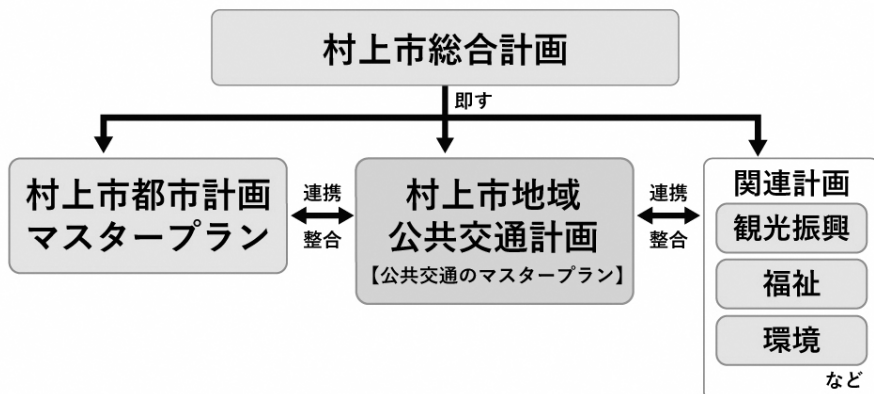 村上市総合計画
即す
村上市都市計画
マスタープラン
連携
整合
村上市地域
公共交通計画
【公共交通のマスタープラン】
連携
整合
関連計画
観光振興
福祉
環境
など